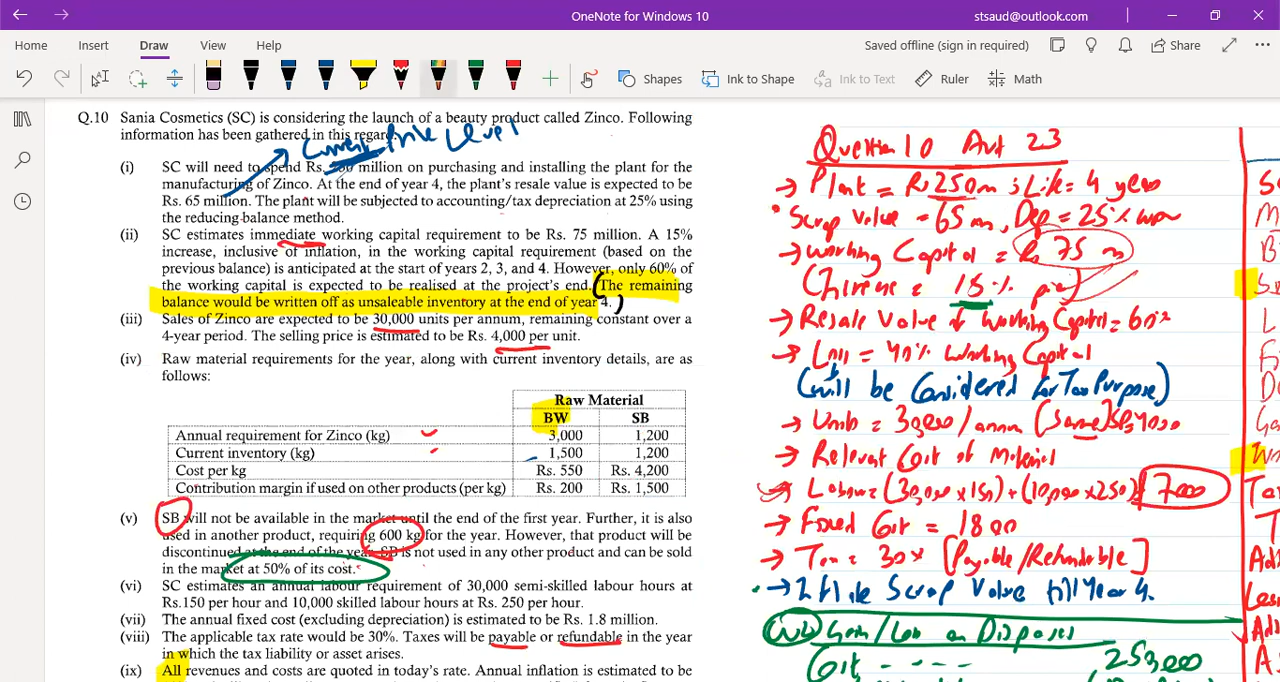 OneNote for Windows 10
stsaud@outlook.com
Home Insert Draw View Help
Saved offline (sign in required)
Share
Shapes
Ink to Shape
Ink to Text
Ruler
Math
Q.10 Sania Cosmetics (SC) is considering the launch of a beauty product called Zinco. Following
information has been gathered in this regard:
Current Price Level
(i) SC will need to spend Rs. million on purchasing and installing the plant for the
manufacturing of Zinco. At the end of year 4, the plant's resale value is expected to be
Rs. 65 million. The plant will be subjected to accounting/tax depreciation at 25% using
the reducing balance method.
(ii) SC estimates immediate working capital requirement to be Rs. 75 million. A 15%
increase, inclusive of inflation, in the working capital requirement (based on the
previous balance) is anticipated at the start of years 2, 3, and 4. However, only 60% of
the working capital is expected to be realised at the project's end. (The remaining
balance would be written off as unsaleable inventory at the end of year 4.)
(iii) Sales of Zinco are expected to be 30,000 units per annum, remaining constant over a
4-year period. The selling price is estimated to be Rs. 4,000 per unit.
(iv) Raw material requirements for the year, along with current inventory details, are as
follows:
Raw Material
BW SB
Annual requirement for Zinco (kg) 3,000 1,200
Current inventory (kg) 1,500 1,200
Cost per kg Rs. 550 Rs. 4,200
Contribution margin if used on other products (per kg) Rs. 200 Rs. 1,500
(v) SB will not be available in the market until the end of the first year. Further, it is also
used in another product, requiring 600 kg for the year. However, that product will be
discontinued at the end of the year. SB is not used in any other product and can be sold
in the market at 50% of its cost.
(vi) SC estimates an annual labour requirement of 30,000 semi-skilled labour hours at
Rs.150 per hour and 10,000 skilled labour hours at Rs. 250 per hour.
(vii) The annual fixed cost (excluding depreciation) is estimated to be Rs. 1.8 million.
(viii) The applicable tax rate would be 30%. Taxes will be payable or refundable in the year
in which the tax liability or asset arises.
(ix) All revenues and costs are quoted in today's rate. Annual inflation is estimated to be
Question 10 Aut 23
→ Plant = Rs 250m ; Life = 4 years
Scrap Value = 65 m, Dep = 25%
→ Working Capital = Rs 75 m
15%
→ Resale Value of Working Capital = 60%
→ Loss = 40% Working Capital
(will be Considered for Tax Purpose)
→ Units = 30,000/annum (Same) SP 4000
→ Relevant Cost of Material
→ Labour = (30,000 x 150) + (10,000 x 250) 7000
→ Fixed Cost = 1800
→ Tax = 30% [Payable/Refundable]
→ Inflate Scrap Value till Year 4.
Gain/Loss on Disposal
Cost - - - - 250,000